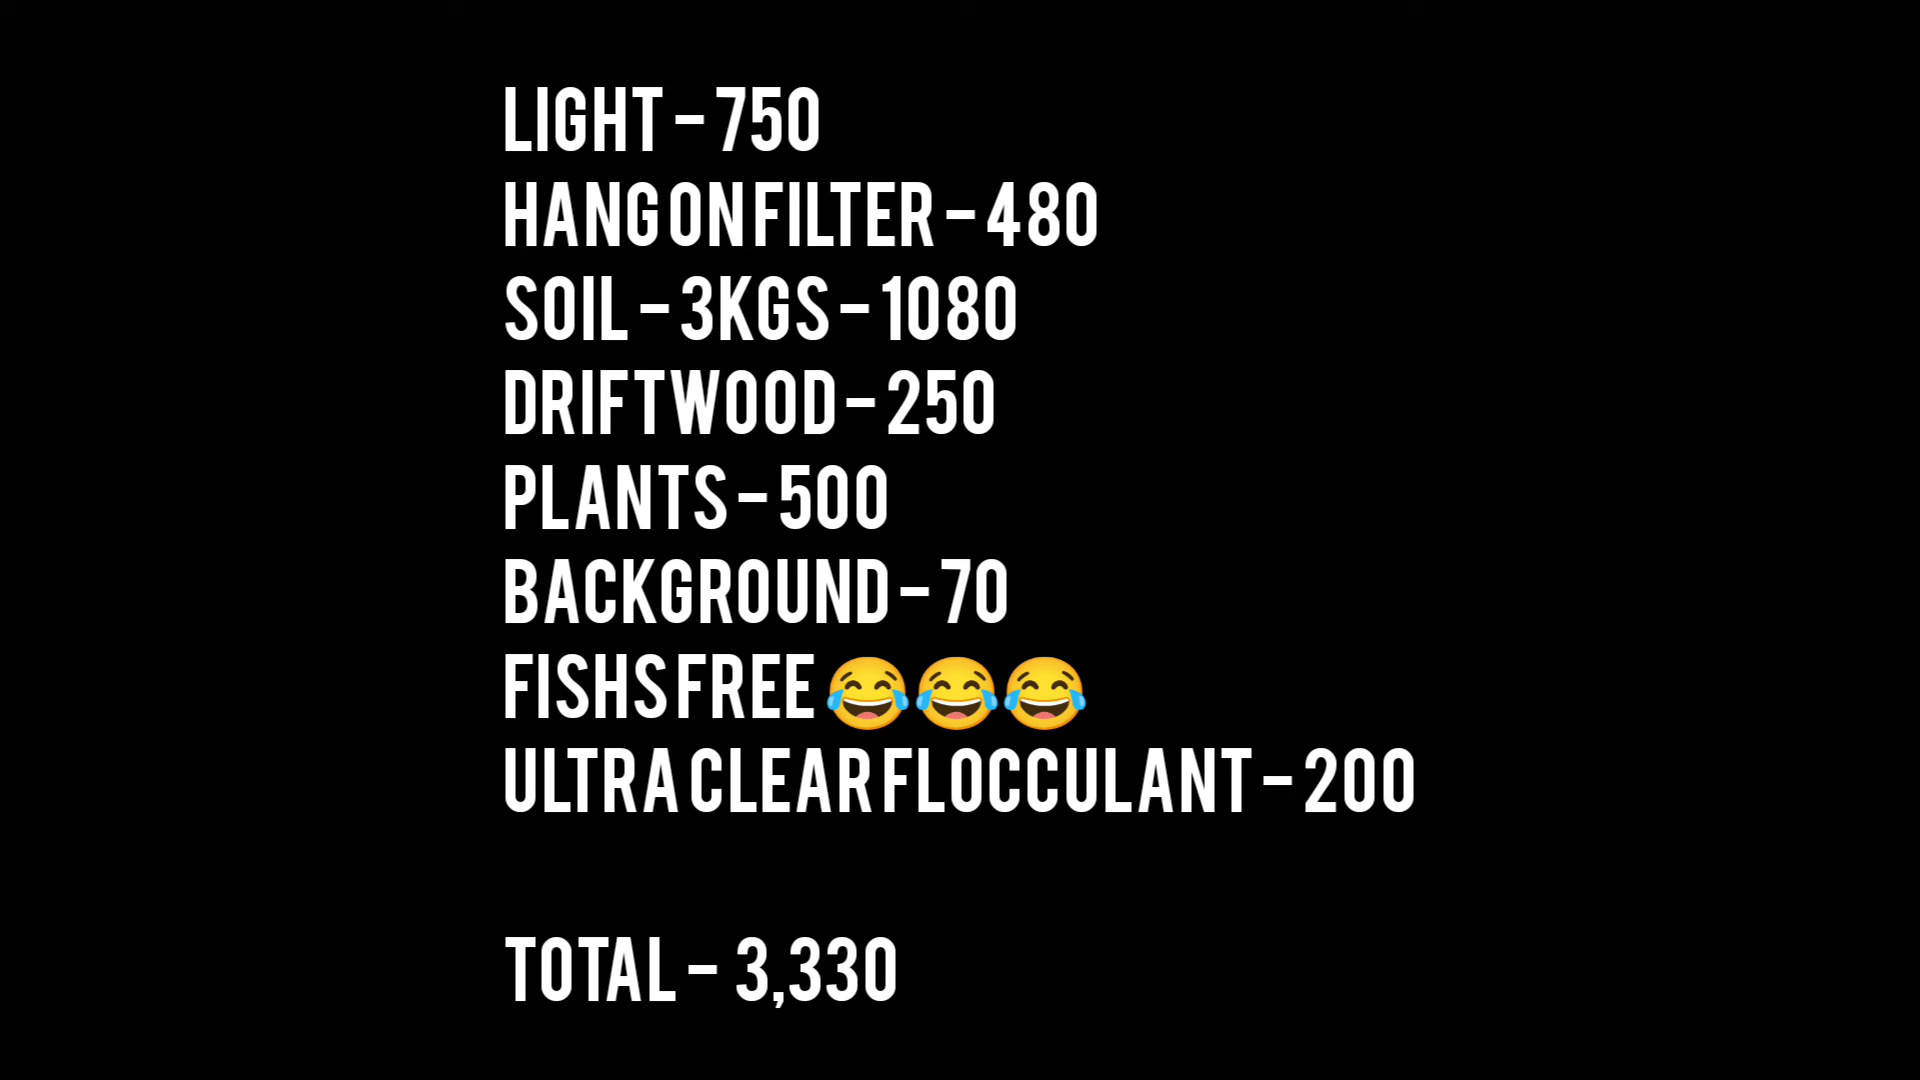 LIGHT - 750
HANG ON FILTER - 480
SOIL - 3KGS - 1080
DRIFTWOOD - 250
PLANTS - 500
BACKGROUND - 70
FISHS FREE 😂😂😂
ULTRA CLEAR FLOCCULANT - 200
TOTAL - 3,330